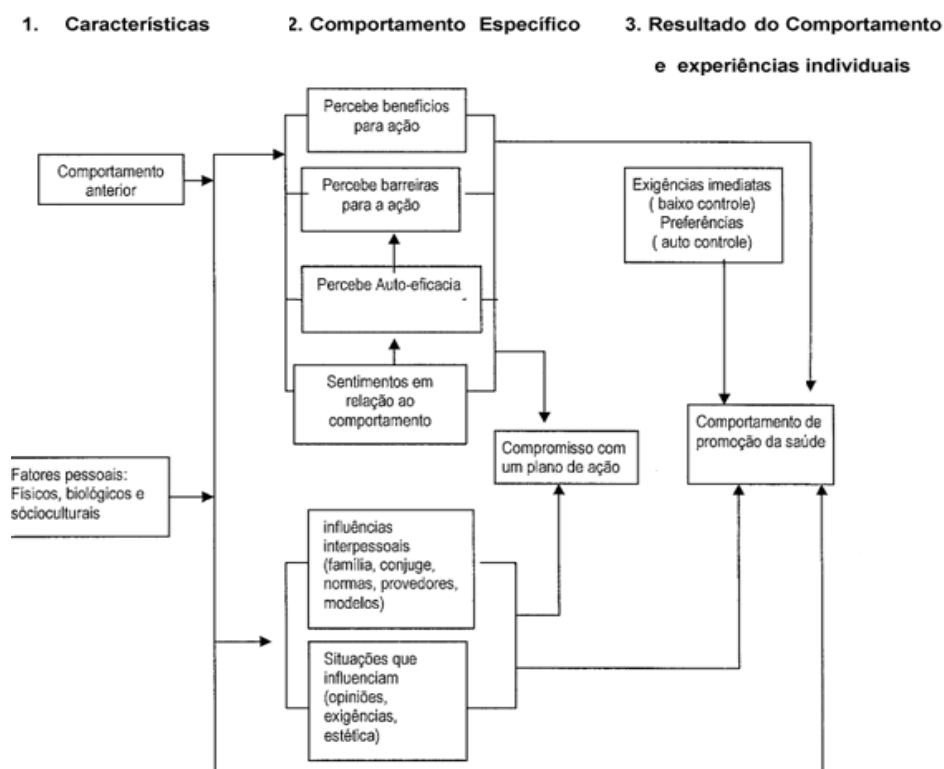 1. Características
2. Comportamento Específico
3. Resultado do Comportamento
e experiências individuais
Comportamento
anterior
Fatores pessoais:
Físicos, biológicos e
sócioculturais
Percebe benefícios
para ação
Percebe barreiras
para a ação
Percebe Auto-eficacia
Sentimentos em
relação ao
comportamento
Compromisso com
um plano de ação
influências
interpessoais
(família, conjuge,
normas, provedores,
modelos)
Situações que
influenciam
(opiniões,
exigências,
estética)
Exigências imediatas
( baixo controle)
Preferências
( auto controle)
Comportamento de
promoção da saúde